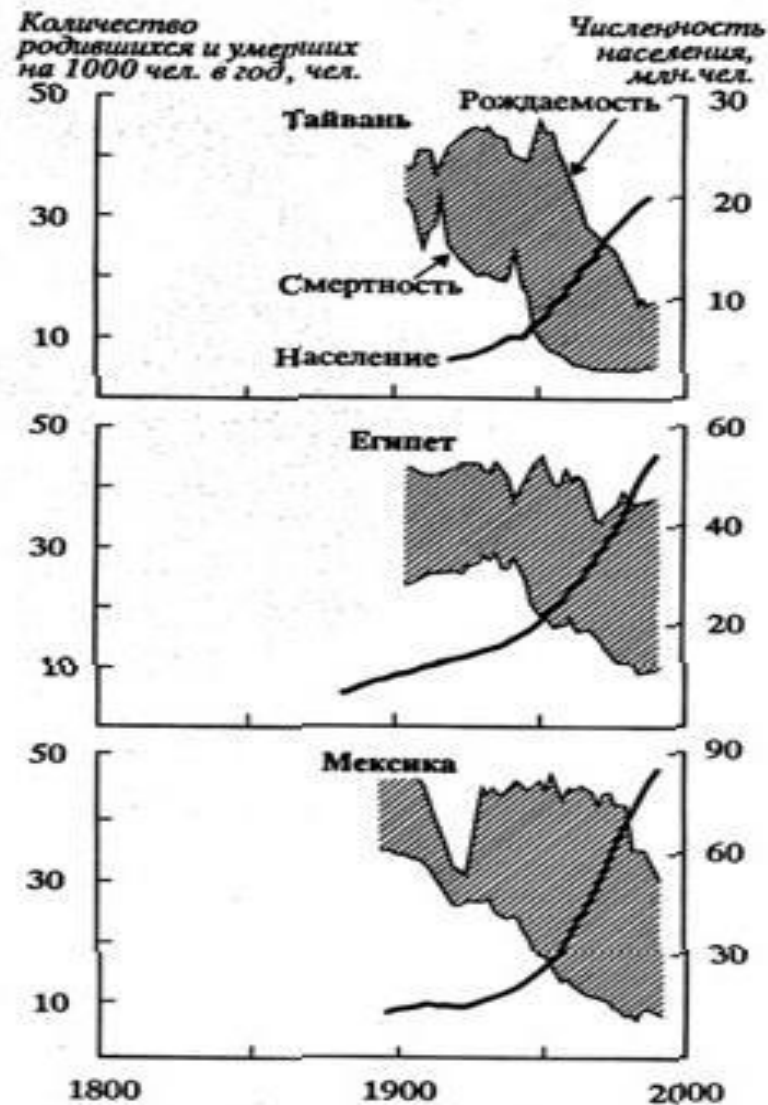 Количество
родившихся и умерших
на 1000 чел. в год, чел.
Численность
населения,
млн.чел.
50
30
10
Тайвань
Рождаемость
Смертность
Население
30
20
10
50
30
10
Египет
60
40
20
50
30
10
Мексика
90
60
30
1800
1900
2000